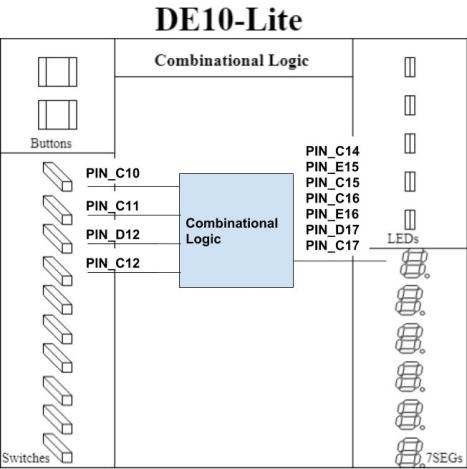 DE10-Lite
Combinational Logic
Buttons
PIN_C10
PIN_C11
PIN_D12
PIN_C12
Combinational
Logic
PIN_C14
PIN_E15
PIN_C15
PIN_C16
PIN_E16
PIN_D17
PIN_C17
LEDs
Switches
7SEGs